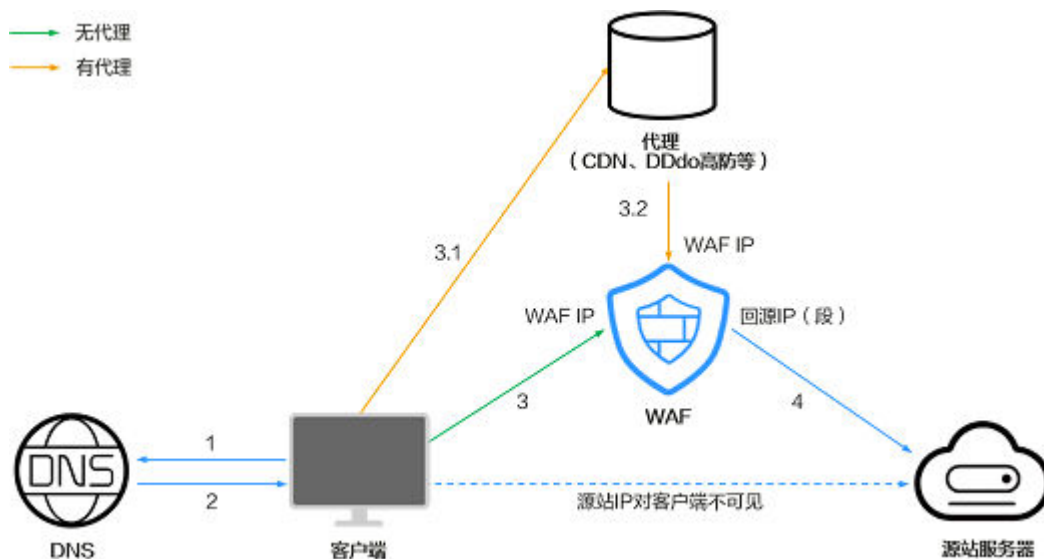 无代理
有代理
代理
（CDN、DDdo高防等）
3.2
3.1
WAF IP
WAF IP
回源IP（段）
3
4
WAF
1
DNS
2
源站IP对客户端不可见
DNS
客户端
源站服务器